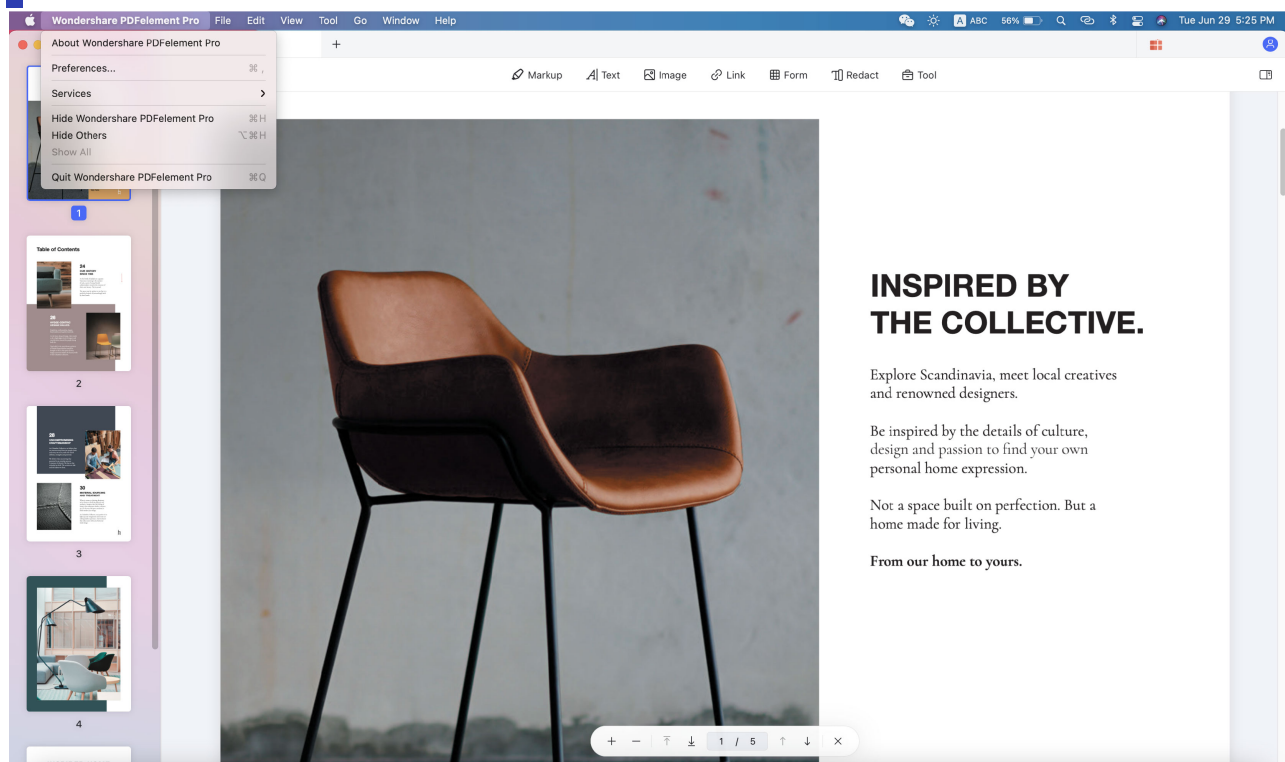 Wondershare PDFelement Pro File Edit View Tool Go Window Help
A ABC 56% Tue Jun 29 5:25 PM
About Wondershare PDFelement Pro
Preferences... ⌘ ,
Services
Hide Wondershare PDFelement Pro ⌘ H
Hide Others ⌥ ⌘ H
Show All
Quit Wondershare PDFelement Pro ⌘ Q
Markup Text Image Link Form Redact Tool
1
Table of Contents
24
2
28
30
3
4
INSPIRED BY
THE COLLECTIVE.
Explore Scandinavia, meet local creatives
and renowned designers.
Be inspired by the details of culture,
design and passion to find your own
personal home expression.
Not a space built on perfection. But a
home made for living.
From our home to yours.
1 / 5